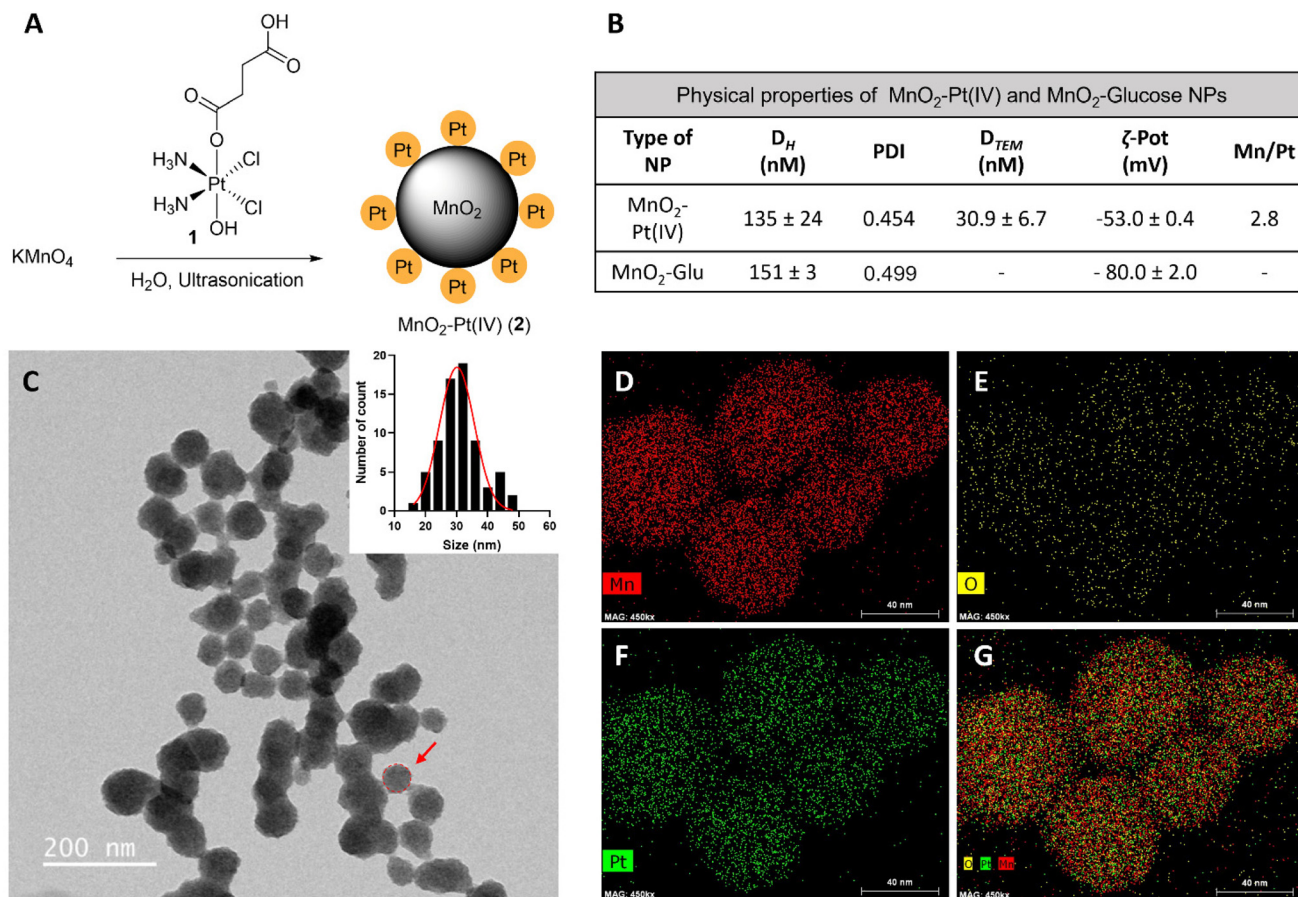 A
OH
O
O
O
H₃N
Cl
Pt
H₃N
Cl
OH
1
KMnO₄
H₂O, Ultrasonication
Pt
Pt
Pt
Pt
MnO₂
Pt
Pt
Pt
Pt
MnO₂-Pt(IV) (2)
B
Physical properties of MnO₂-Pt(IV) and MnO₂-Glucose NPs
Type of NP
D_H (nM)
PDI
D_TEM (nM)
ζ-Pot (mV)
Mn/Pt
MnO₂-Pt(IV)
135 ± 24
0.454
30.9 ± 6.7
-53.0 ± 0.4
2.8
MnO₂-Glu
151 ± 3
0.499
-
- 80.0 ± 2.0
-
C
200 nm
Number of count
20
15
10
5
0
10 20 30 40 50 60
Size (nm)
D
Mn
MAG: 450kx
40 nm
E
O
MAG: 450kx
40 nm
F
Pt
MAG: 450kx
40 nm
G
O Pt Mn
MAG: 450kx
40 nm